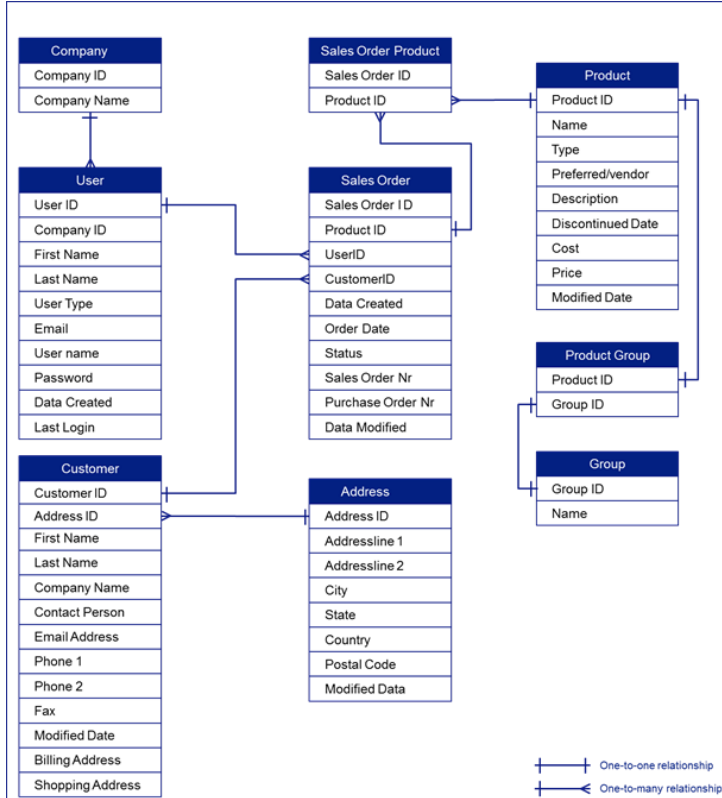 Company
Company ID
Company Name
User
User ID
Company ID
First Name
Last Name
User Type
Email
User name
Password
Data Created
Last Login
Customer
Customer ID
Address ID
First Name
Last Name
Company Name
Contact Person
Email Address
Phone 1
Phone 2
Fax
Modified Date
Billing Address
Shopping Address
Sales Order Product
Sales Order ID
Product ID
Sales Order
Sales Order I D
Product ID
UserID
CustomerID
Data Created
Order Date
Status
Sales Order Nr
Purchase Order Nr
Data Modified
Address
Address ID
Addressline 1
Addressline 2
City
State
Country
Postal Code
Modified Data
Product
Product ID
Name
Type
Preferred/vendor
Description
Discontinued Date
Cost
Price
Modified Date
Product Group
Product ID
Group ID
Group
Group ID
Name
One-to-one relationship
One-to-many relationship